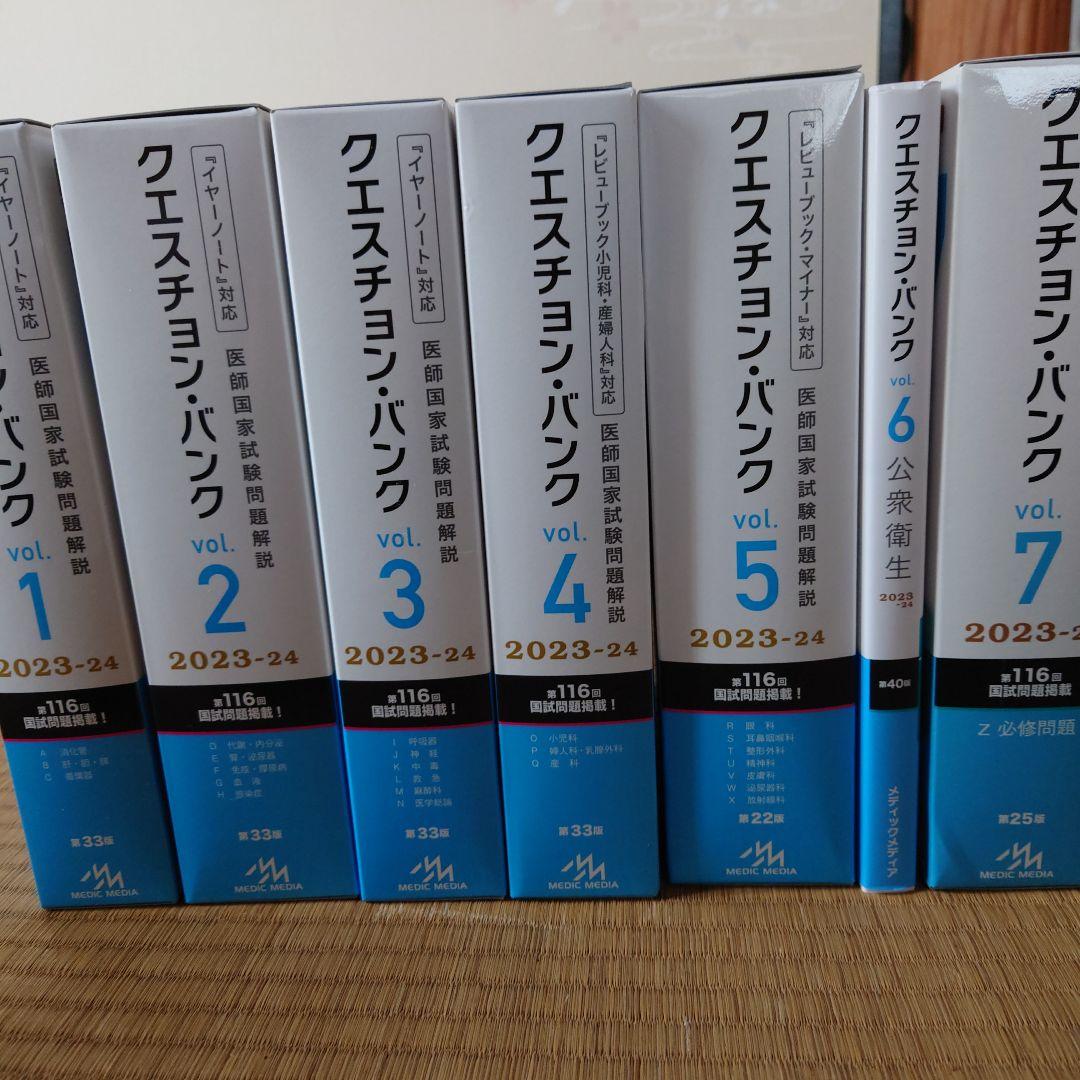 『イヤーノート』対応
医師国家試験問題解説
vol.
1
2023-24
第116回
国試問題掲載！
A 消化管
B 肝・胆・膵
C 循環器
第33版
MEDIC MEDIA
『イヤーノート』対応
クエスチョン・バンク
医師国家試験問題解説
vol.
2
2023-24
第116回
国試問題掲載！
D 代謝・内分泌
E 腎・泌尿器
F 免疫・膠原病
G 血液
H 感染症
第33版
MEDIC MEDIA
『イヤーノート』対応
クエスチョン・バンク
医師国家試験問題解説
vol.
3
2023-24
第116回
国試問題掲載！
I 呼吸器
J 神経
K 中毒
L 救急
M 麻酔科
N 医学総論
第33版
MEDIC MEDIA
『レビューブック小児科・産婦人科』対応
クエスチョン・バンク
医師国家試験問題解説
vol.
4
2023-24
第116回
国試問題掲載！
O 小児科
P 婦人科・乳腺外科
Q 産科
第33版
MEDIC MEDIA
『レビューブック・マイナー』対応
クエスチョン・バンク
医師国家試験問題解説
vol.
5
2023-24
第116回
国試問題掲載！
R 眼科
S 耳鼻咽喉科
T 整形外科
U 精神科
V 皮膚科
W 泌尿器科
X 放射線科
第22版
MEDIC MEDIA
クエスチョン・バンク
vol.
6
公衆衛生
2023
-24
第40版
メディックメディア
クエスチョン・バンク
vol.
7
2023-2
第116回
国試問題掲載！
Z 必修問題
第25版
MEDIC MEDIA